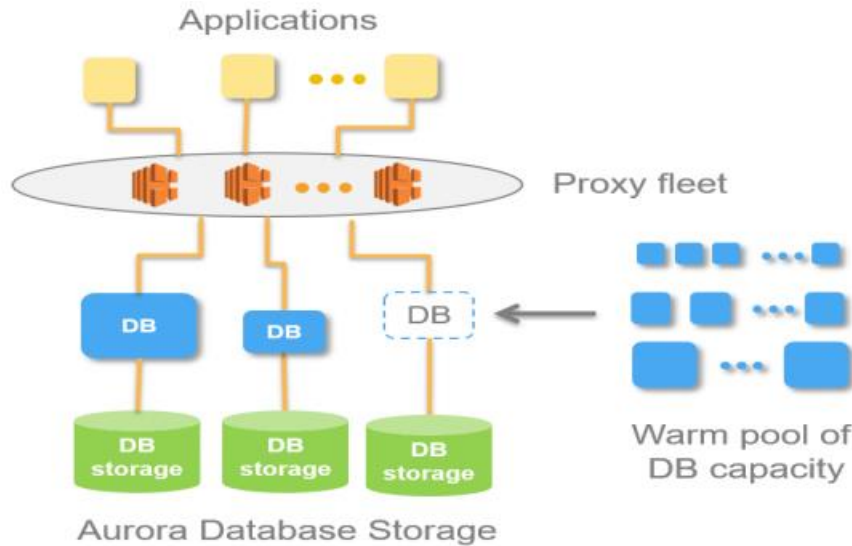 Applications
Proxy fleet
DB
DB
DB
DB
storage
DB
storage
DB
storage
Warm pool of
DB capacity
Aurora Database Storage